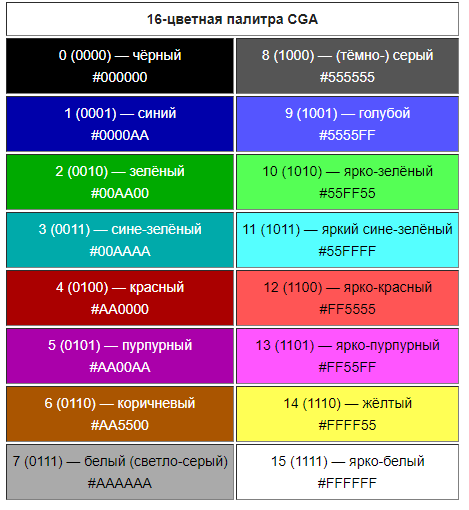 16-цветная палитра CGA
0 (0000) — чёрный
#000000
8 (1000) — (тёмно-) серый
#555555
1 (0001) — синий
#0000AA
9 (1001) — голубой
#5555FF
2 (0010) — зелёный
#00AA00
10 (1010) — ярко-зелёный
#55FF55
3 (0011) — сине-зелёный
#00AAAA
11 (1011) — яркий сине-зелёный
#55FFFF
4 (0100) — красный
#AA0000
12 (1100) — ярко-красный
#FF5555
5 (0101) — пурпурный
#AA00AA
13 (1101) — ярко-пурпурный
#FF55FF
6 (0110) — коричневый
#AA5500
14 (1110) — жёлтый
#FFFF55
7 (0111) — белый (светло-серый)
#AAAAAA
15 (1111) — ярко-белый
#FFFFFF